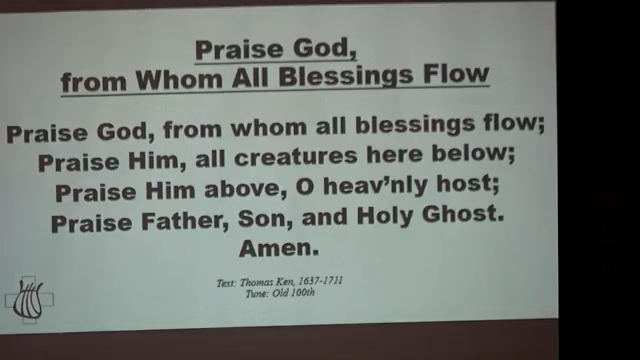 Praise God,
from Whom All Blessings Flow
Praise God, from whom all blessings flow;
Praise Him, all creatures here below;
Praise Him above, O heav'nly host;
Praise Father, Son, and Holy Ghost.
Amen.
Text: Thomas Ken, 1637-1711
Tune: Old 100th